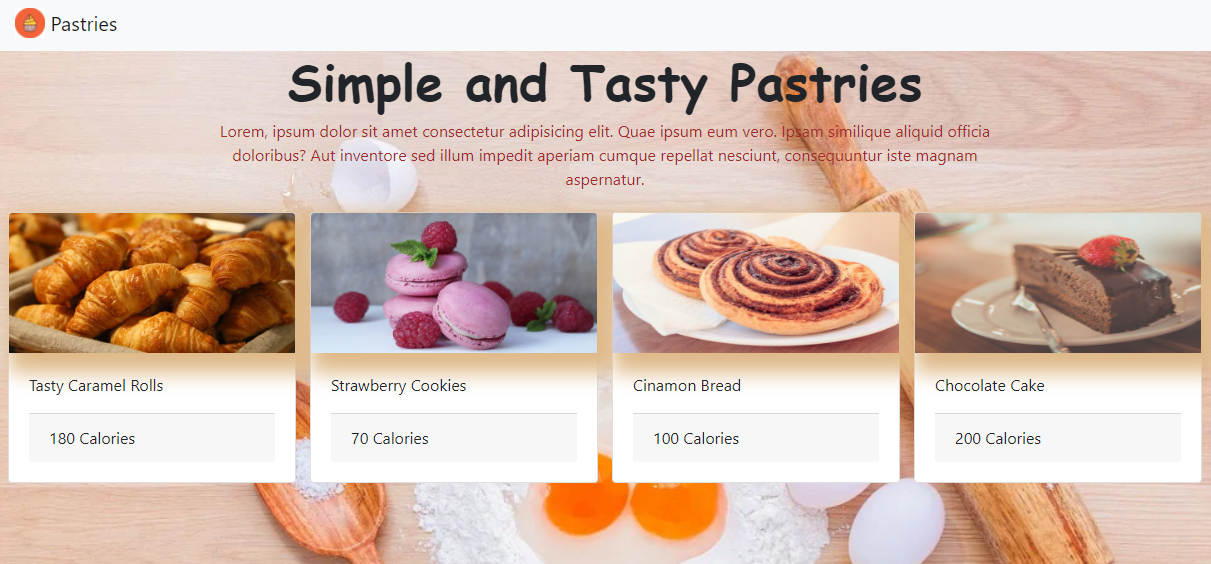 Pastries
Simple and Tasty Pastries
Lorem, ipsum dolor sit amet consectetur adipisicing elit. Quae ipsum eum vero. Ipsam similique aliquid officia
doloribus? Aut inventore sed illum impedit aperiam cumque repellat nesciunt, consequuntur iste magnam
aspernatur.
Tasty Caramel Rolls
180 Calories
Strawberry Cookies
70 Calories
Cinamon Bread
100 Calories
Chocolate Cake
200 Calories